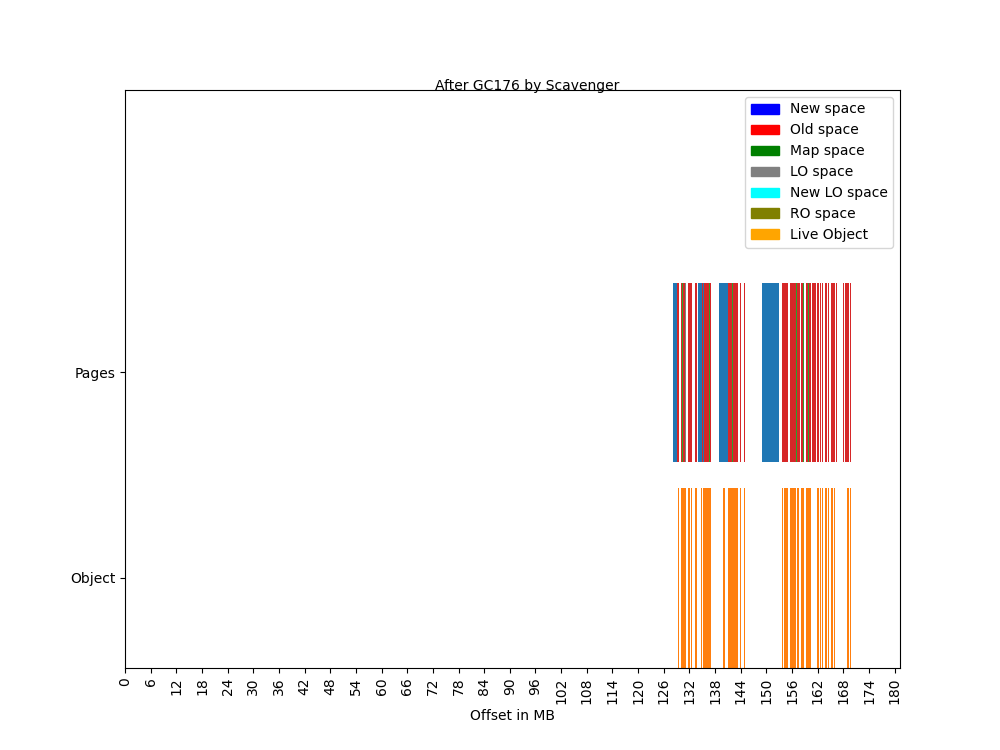 After GC176 by Scavenger
New space
Old space
Map space
LO space
New LO space
RO space
Live Object
Pages
Object
0 6 12 18 24 30 36 42 48 54 60 66 72 78 84 90 96 102 108 114 120 126 132 138 144 150 156 162 168 174 180
Offset in MB